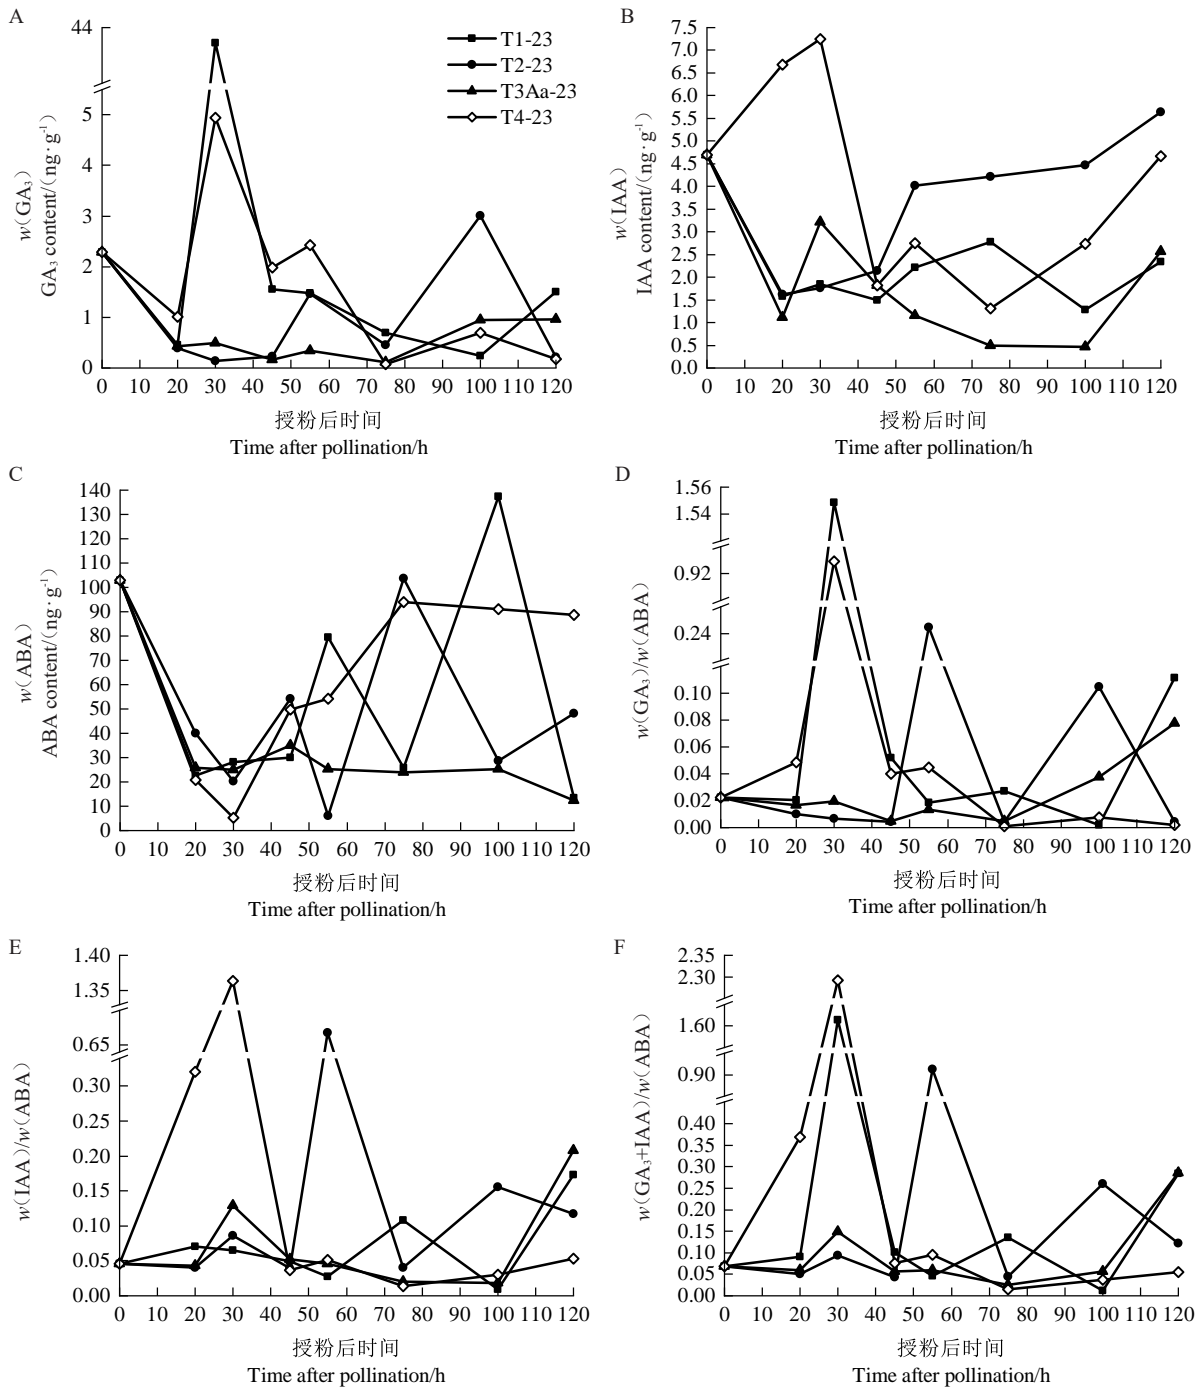 A
44
5
4
3
2
1
0
w(GA₃)
GA₃ content/(ng·g⁻¹)
T1-23
T2-23
T3Aa-23
T4-23
0 10 20 30 40 50 60 70 80 90 100 110 120
授粉后时间
Time after pollination/h
B
7.5
7.0
6.5
6.0
5.5
5.0
4.5
4.0
3.5
3.0
2.5
2.0
1.5
1.0
0.5
0.0
w(IAA)
IAA content/(ng·g⁻¹)
0 10 20 30 40 50 60 70 80 90 100 110 120
授粉后时间
Time after pollination/h
C
140
130
120
110
100
90
80
70
60
50
40
30
20
10
0
w(ABA)
ABA content/(ng·g⁻¹)
0 10 20 30 40 50 60 70 80 90 100 110 120
授粉后时间
Time after pollination/h
D
1.56
1.54
0.92
0.24
0.10
0.08
0.06
0.04
0.02
0.00
w(GA₃)/w(ABA)
0 10 20 30 40 50 60 70 80 90 100 110 120
授粉后时间
Time after pollination/h
E
1.40
1.35
0.65
0.30
0.25
0.20
0.15
0.10
0.05
0.00
w(IAA)/w(ABA)
0 10 20 30 40 50 60 70 80 90 100 110 120
授粉后时间
Time after pollination/h
F
2.35
2.30
1.60
0.90
0.40
0.35
0.30
0.25
0.20
0.15
0.10
0.05
0.00
w(GA₃+IAA)/w(ABA)
0 10 20 30 40 50 60 70 80 90 100 110 120
授粉后时间
Time after pollination/h